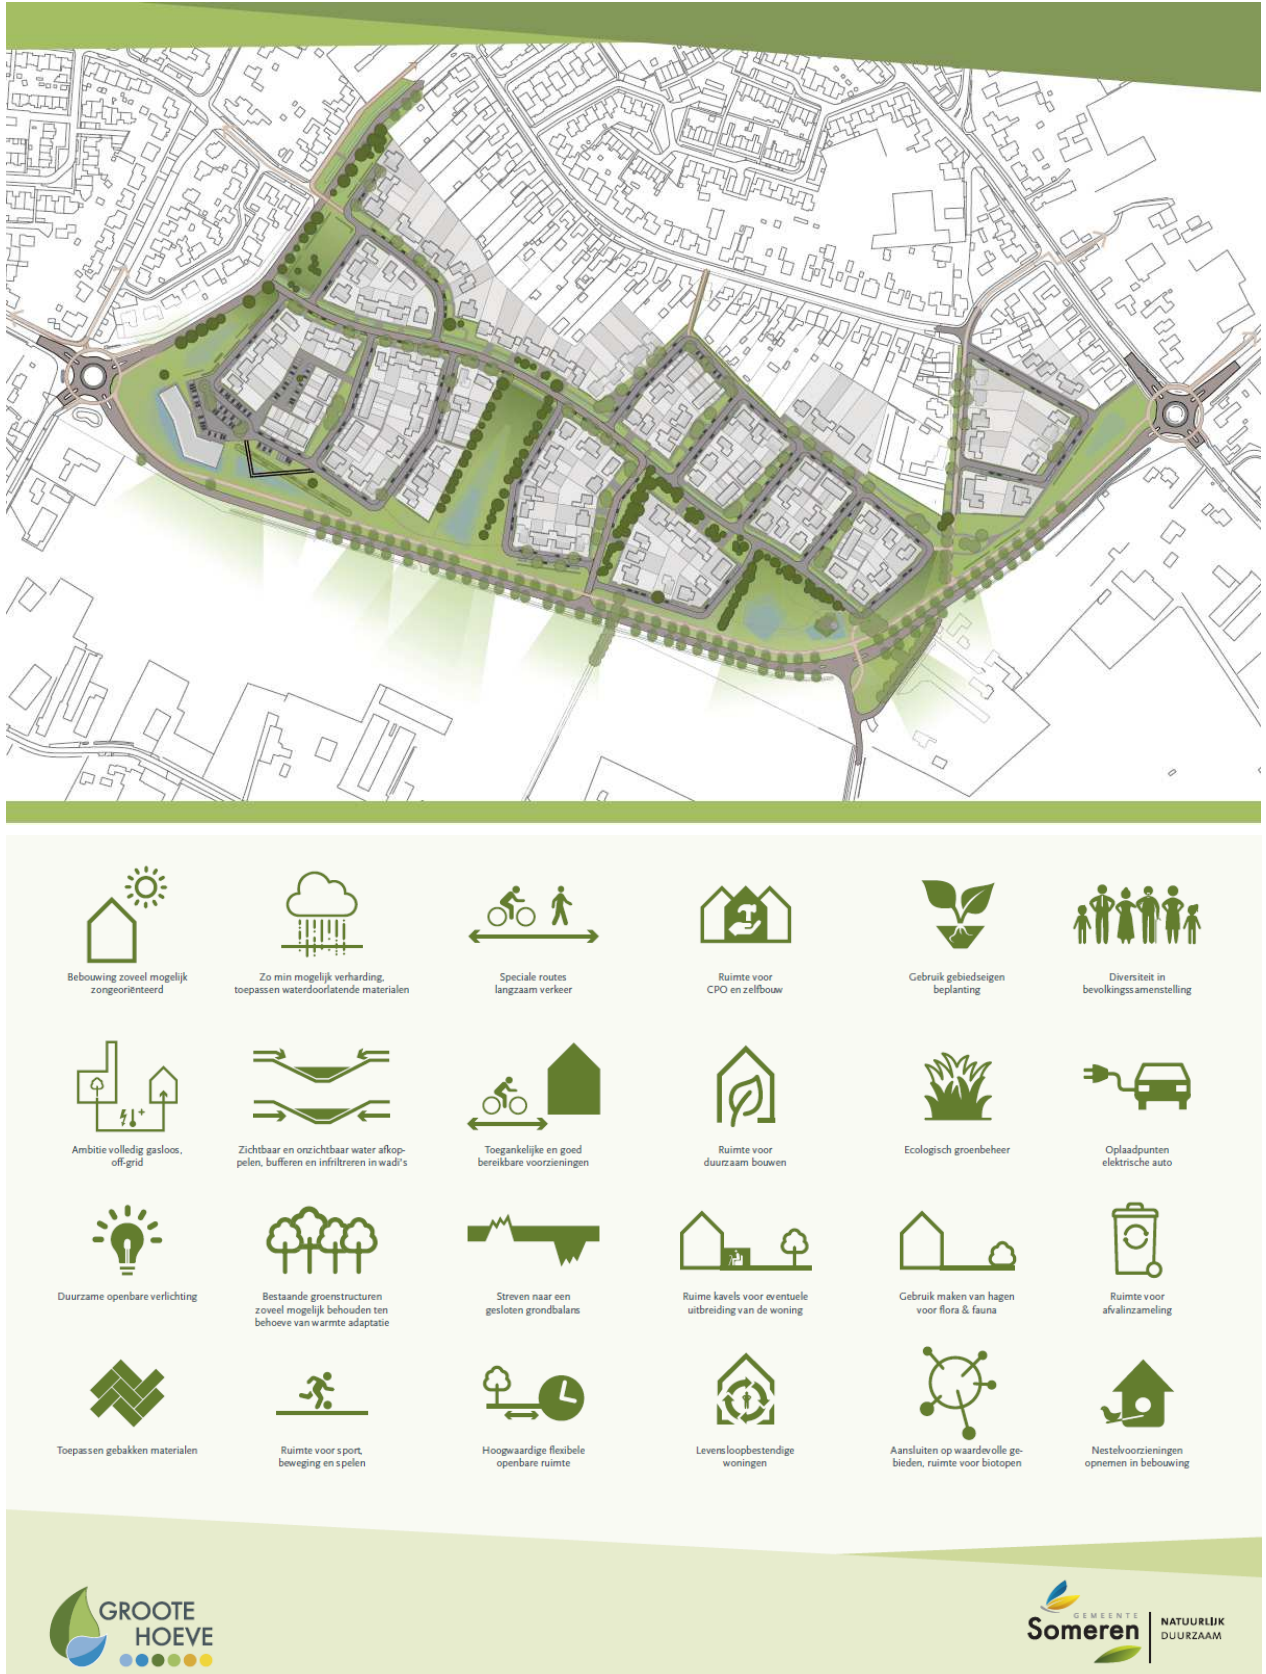 Bebouwing zoveel mogelijk
zongeoriënteerd
Zo min mogelijk verharding,
toepassen waterdoorlatende materialen
Speciale routes
langzaam verkeer
Ruimte voor
CPO en zelfbouw
Gebruik gebiedseigen
beplanting
Diversiteit in
bevolkingssamenstelling
Ambitie volledig gasloos,
off-grid
Zichtbaar en onzichtbaar water afkop-
pelen, bufferen en infiltreren in wadi's
Toegankelijke en goed
bereikbare voorzieningen
Ruimte voor
duurzaam bouwen
Ecologisch groenbeheer
Oplaadpunten
elektrische auto
Duurzame openbare verlichting
Bestaande groenstructuren
zoveel mogelijk behouden ten
behoeve van warmte adaptatie
Streven naar een
gesloten grondbalans
Ruime kavels voor eventuele
uitbreiding van de woning
Gebruik maken van hagen
voor flora & fauna
Ruimte voor
afvalinzameling
Toepassen gebakken materialen
Ruimte voor sport,
beweging en spelen
Hoogwaardige flexibele
openbare ruimte
Levensloopbestendige
woningen
Aansluiten op waardevolle ge-
bieden, ruimte voor biotopen
Nestelvoorzieningen
opnemen in bebouwing
GROOTE
HOEVE
GEMEENTE
Someren
NATUURLIJK
DUURZAAM